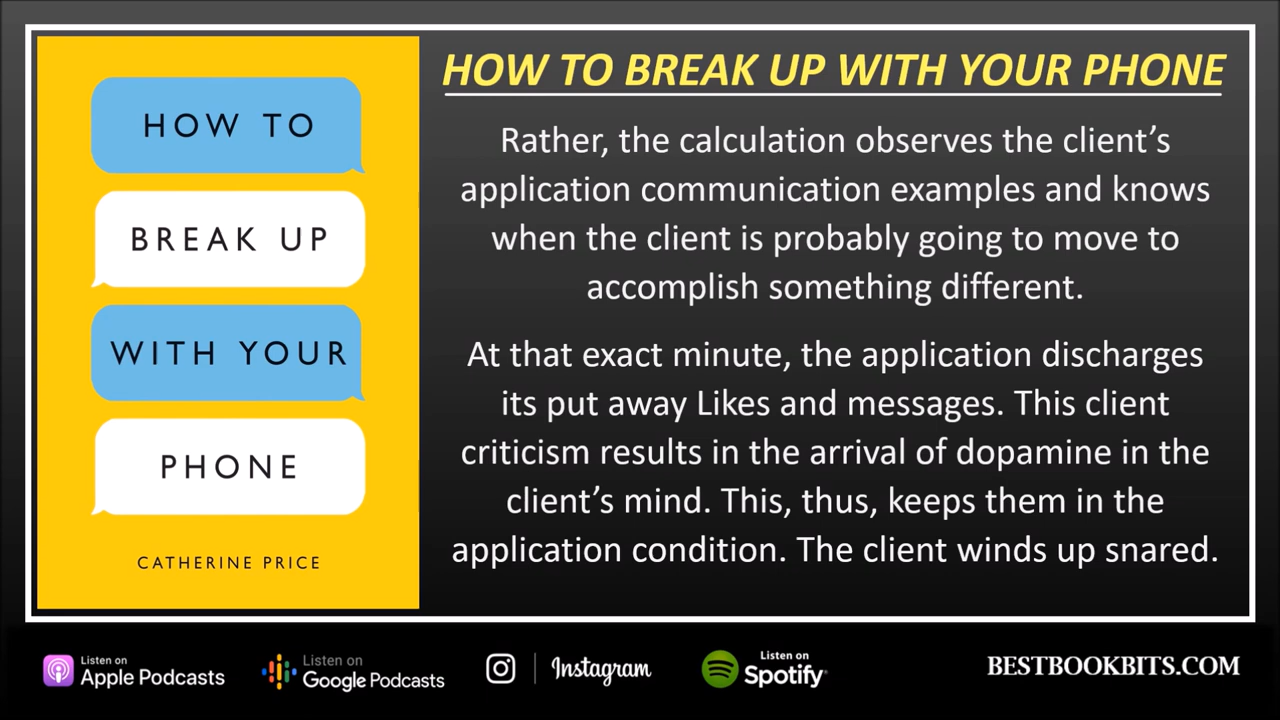 HOW TO
BREAK UP
WITH YOUR
PHONE
CATHERINE PRICE
HOW TO BREAK UP WITH YOUR PHONE
Rather, the calculation observes the client’s
application communication examples and knows
when the client is probably going to move to
accomplish something different.
At that exact minute, the application discharges
its put away Likes and messages. This client
criticism results in the arrival of dopamine in the
client’s mind. This, thus, keeps them in the
application condition. The client winds up snared.
Listen on
Apple Podcasts
Listen on
Google Podcasts
Instagram
Listen on
Spotify
BESTBOOKBITS.COM